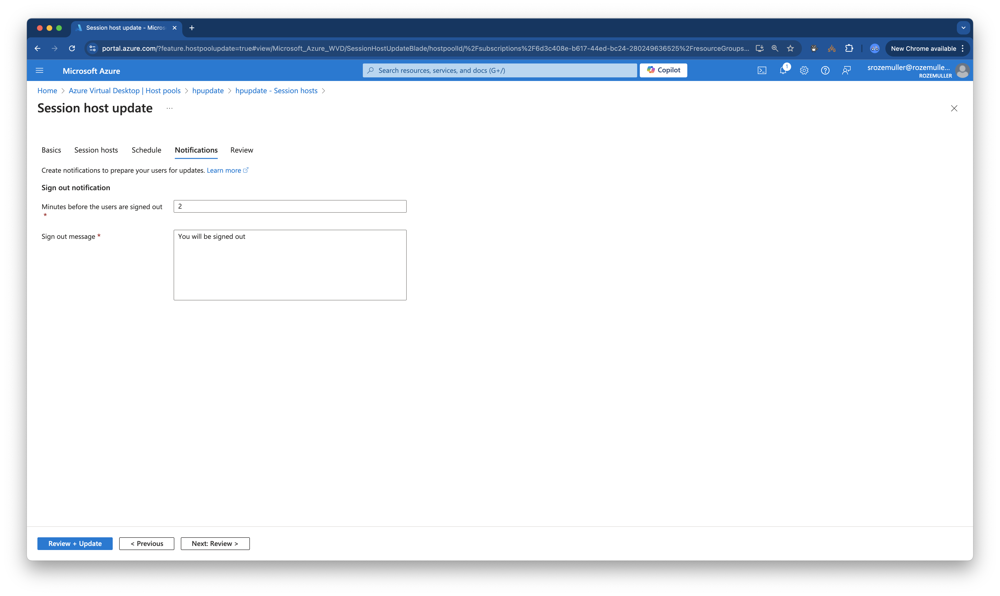 Session host update - Micros
portal.azure.com/?feature.hostpoolupdate=true#view/Microsoft_Azure_WVD/SessionHostUpdateBlade/hostpoolId/%2Fsubscriptions%2F6d3c408e-b617-44ed-bc24-280249636525%2FresourceGroups...
SVG
New Chrome available
Microsoft Azure
Search resources, services, and docs (G+/)
Copilot
1
srozemuller@rozemulle...
ROZEMULLER
Home > Azure Virtual Desktop | Host pools > hpupdate > hpupdate - Session hosts >
Session host update ...
Basics Session hosts Schedule Notifications Review
Create notifications to prepare your users for updates. Learn more
Sign out notification
Minutes before the users are signed out
*
2
Sign out message *
You will be signed out
Review + Update
< Previous
Next: Review >